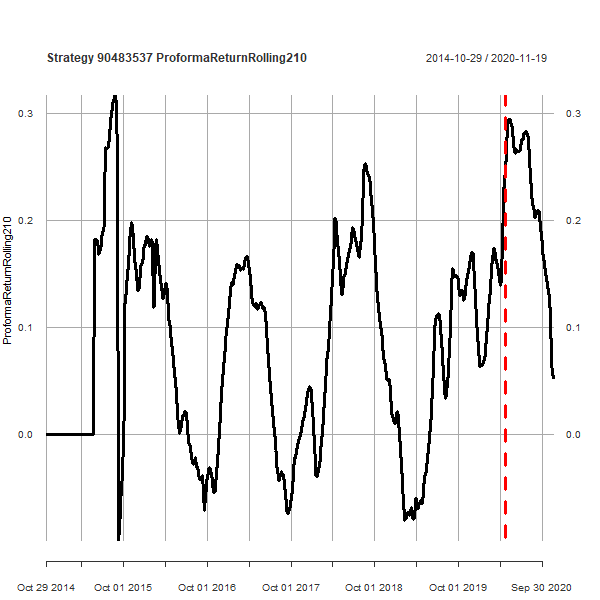 Strategy 90483537 ProformaReturnRolling210
2014-10-29 / 2020-11-19
0.3 0.3
0.2 0.2
0.1 0.1
0.0 0.0
ProformaReturnRolling210
Oct 29 2014 Oct 01 2015 Oct 01 2016 Oct 01 2017 Oct 01 2018 Oct 01 2019 Sep 30 2020